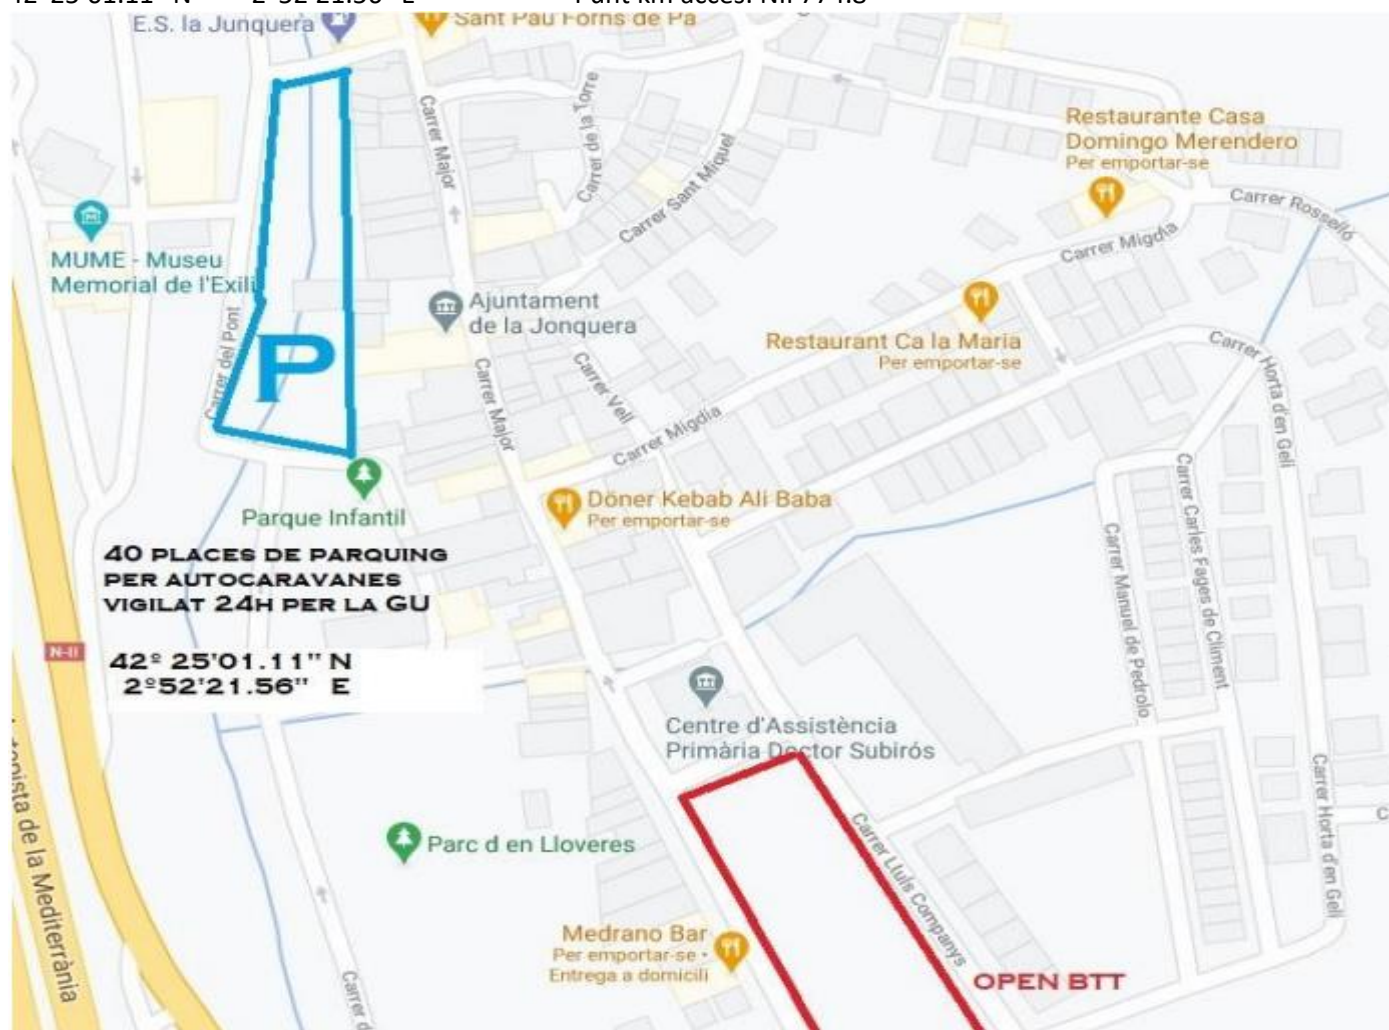 E.S. la Junquera
Sant Pau Forns de Pa
Carrer Major
Carrer de la Torre
Carrer Sant Miquel
Restaurante Casa
Domingo Merendero
Per emportar-se
Carrer Rosselló
Carrer Migdia
MUME - Museu
Memorial de l'Exili
Carrer del Pont
P
Ajuntament
de la Jonquera
Restaurant Ca la Maria
Per emportar-se
Carrer Vell
Carrer Major
Carrer Migdia
Carrer Horta d'en Geli
Döner Kebab Ali Baba
Per emportar-se
Parque Infantil
40 PLACES DE PARQUING
PER AUTOCARAVANES
VIGILAT 24H PER LA GU
42º 25'01.11" N
2º52'21.56" E
N-II
Carrer Manuel de Pedrolo
Carrer Carles Fages de Climent
Centre d'Assistència
Primària Doctor Subirós
Carrer Horta d'en Geli
Parc d en Lloveres
Carrer Lluís Companys
Medrano Bar
Per emportar-se •
Entrega a domicili
OPEN BTT
de la Mediterrània